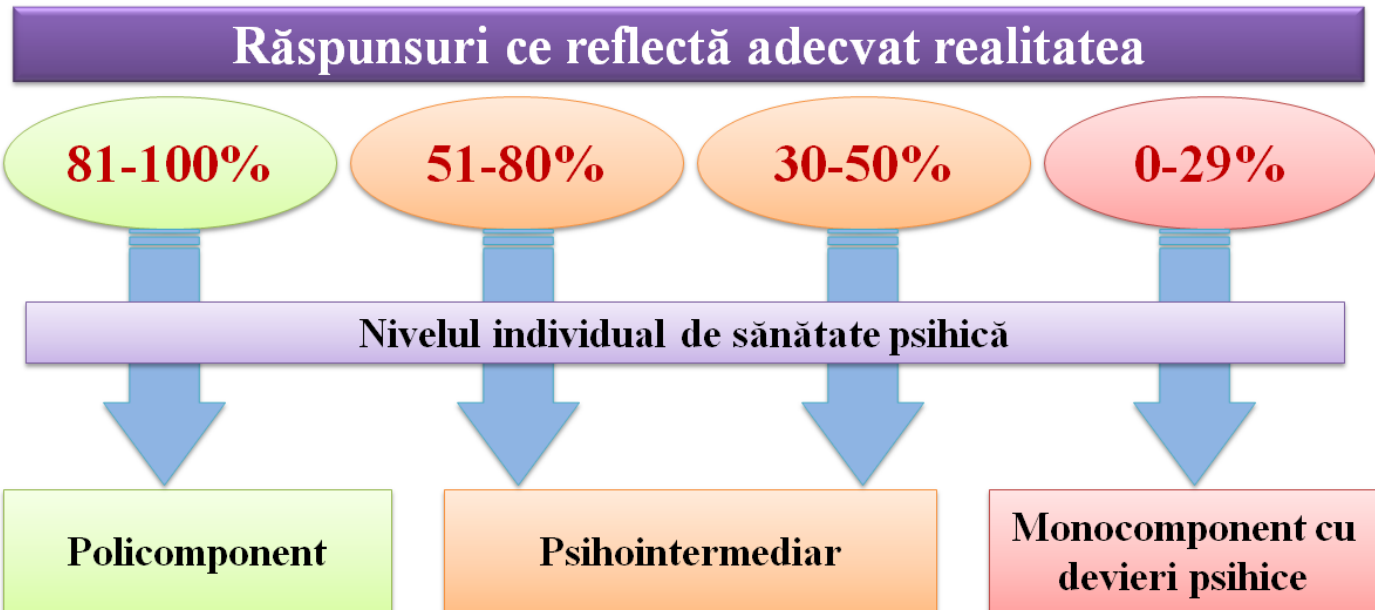 Răspunsuri ce reflectă adecvat realitatea
81-100%
51-80%
30-50%
0-29%
Nivelul individual de sănătate psihică
Policomponent
Psihointermediar
Monocomponent cu
devieri psihice